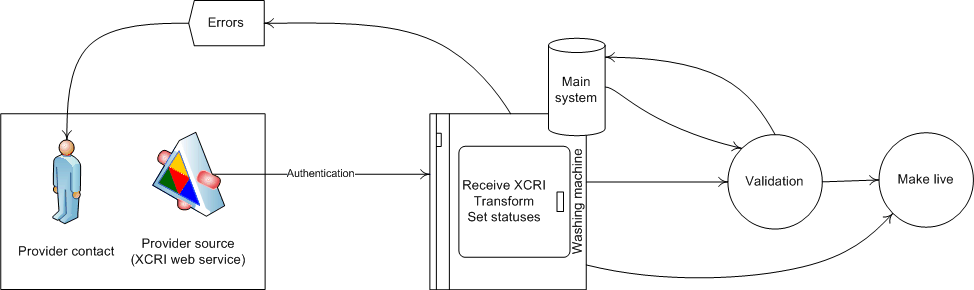 Errors
Main
system
Provider contact
Provider source
(XCRI web service)
Authentication
Receive XCRI
Transform
Set statuses
Washing machine
Validation
Make live